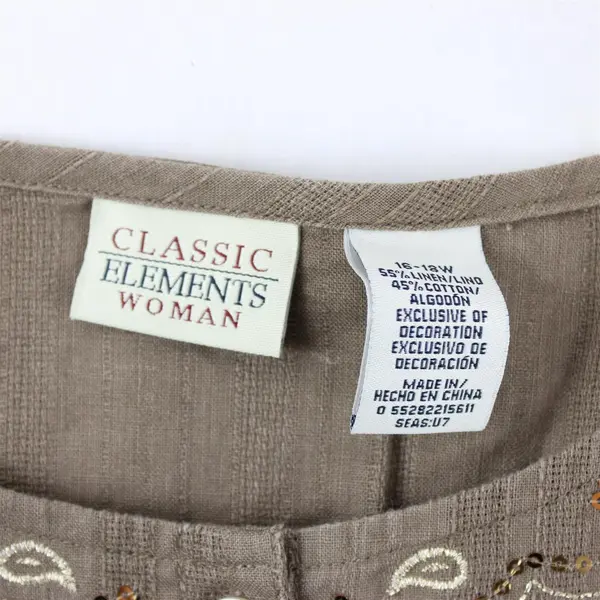 CLASSIC
ELEMENTS
WOMAN
16-18W
55% LINEN/LINO
45% COTTON/
ALGODÓN
EXCLUSIVE OF
DECORATION
EXCLUSIVO DE
DECORACIÓN
MADE IN/
HECHO EN CHINA
0 55282215611
SEAS:U7